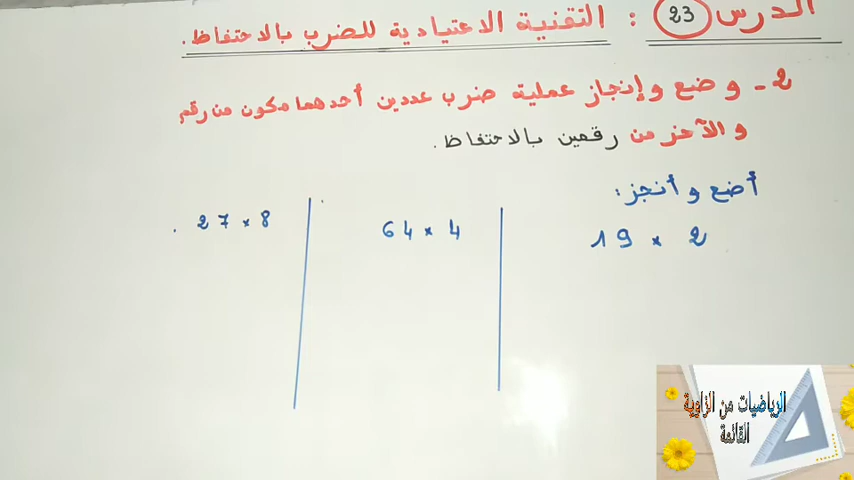 الدرس 23 : التقنية الاعتيادية للضرب بالاحتفاظ.
2 - وضع وإنجاز عملية ضرب عددين أحدهما مكون من رقم
والآخر من رقمين بالاحتفاظ.
أضع وأنجز:
19 × 2
64 × 4
27 × 8
الرياضيات من الزاوية
القائمة